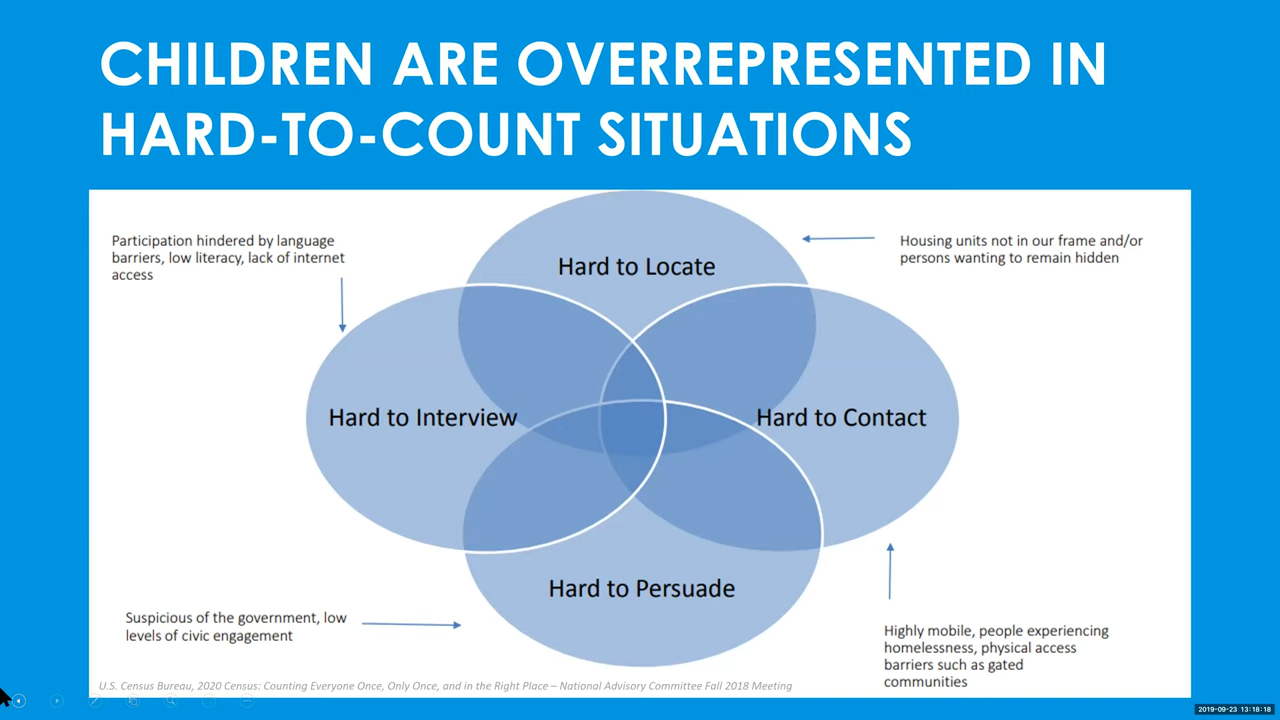 CHILDREN ARE OVERREPRESENTED IN
HARD-TO-COUNT SITUATIONS
Participation hindered by language
barriers, low literacy, lack of internet
access
Housing units not in our frame and/or
persons wanting to remain hidden
Hard to Locate
Hard to Interview
Hard to Contact
Hard to Persuade
Suspicious of the government, low
levels of civic engagement
Highly mobile, people experiencing
homelessness, physical access
barriers such as gated
communities
U.S. Census Bureau, 2020 Census: Counting Everyone Once, Only Once, and in the Right Place – National Advisory Committee Fall 2018 Meeting
2019-09-23 13:18:18